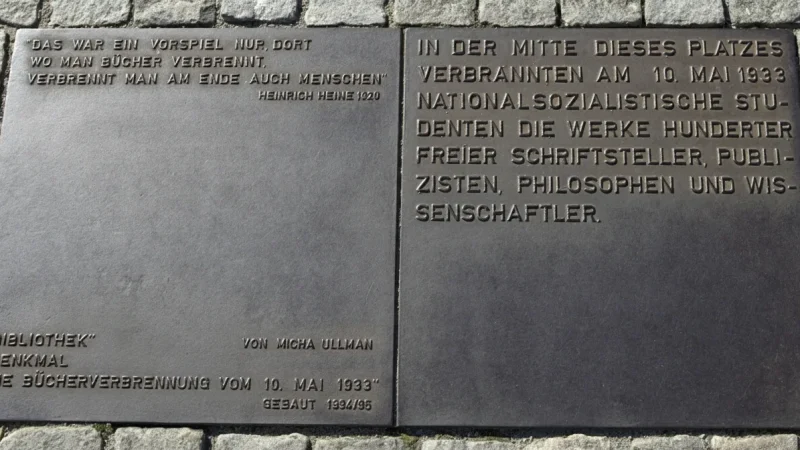 "DAS WAR EIN VORSPIEL NUR, DORT
WO MAN BÜCHER VERBRENNT,
VERBRENNT MAN AM ENDE AUCH MENSCHEN"
HEINRICH HEINE 1820
IBLIOTHEK"
VON MICHA ULLMAN
ENKMAL
E BÜCHERVERBRENNUNG VOM 10. MAI 1933"
GEBAUT 1994/95
IN DER MITTE DIESES PLATZES
VERBRANNTEN AM 10. MAI 1933
NATIONALSOZIALISTISCHE STU-
DENTEN DIE WERKE HUNDERTER
FREIER SCHRIFTSTELLER, PUBLI-
ZISTEN, PHILOSOPHEN UND WIS-
SENSCHAFTLER.